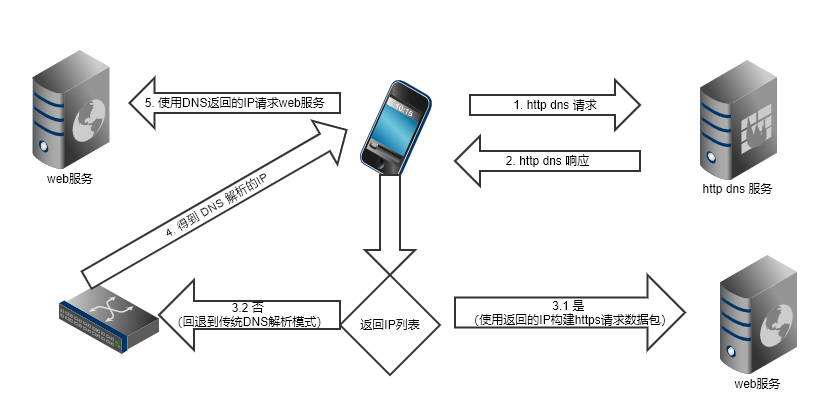 5. 使用DNS返回的IP请求web服务
10:15
1. http dns 请求
web服务
2. http dns 响应
http dns 服务
4. 得到 DNS 解析的IP
3.2 否
(回退到传统DNS解析模式)
返回IP列表
3.1 是
(使用返回的IP构建https请求数据包)
web服务